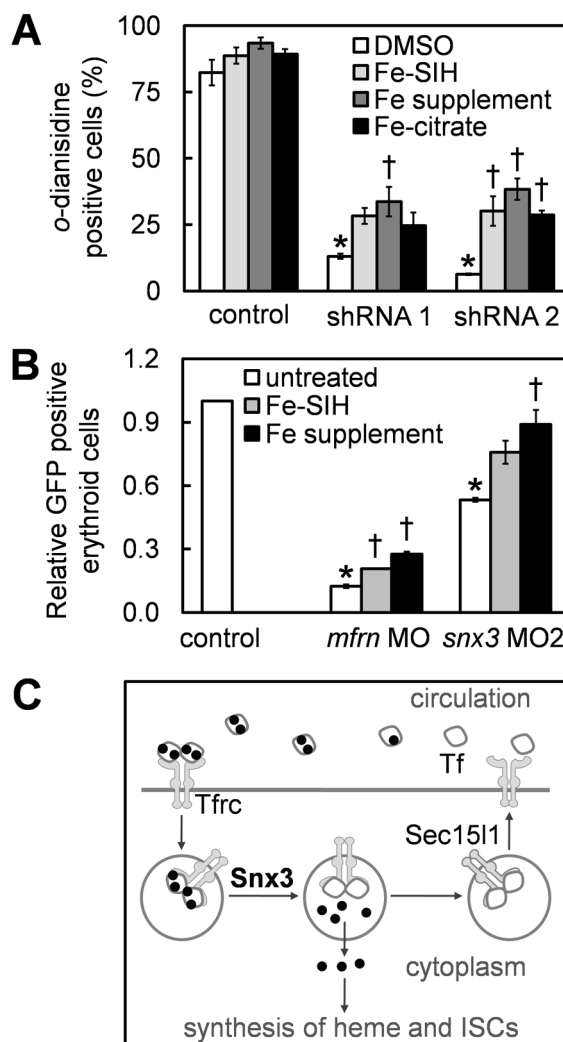 A
o-dianisidine
positive cells (%)
100
75
50
25
0
DMSO
Fe-SIH
Fe supplement
Fe-citrate
*
†
*
†
†
†
control
shRNA 1
shRNA 2
B
Relative GFP positive
erythroid cells
1.2
0.9
0.6
0.3
0.0
untreated
Fe-SIH
Fe supplement
*
†
†
*
†
control
mfrn MO
snx3 MO2
C
circulation
Tf
Tfrc
Sec15l1
Snx3
cytoplasm
synthesis of heme and ISCs